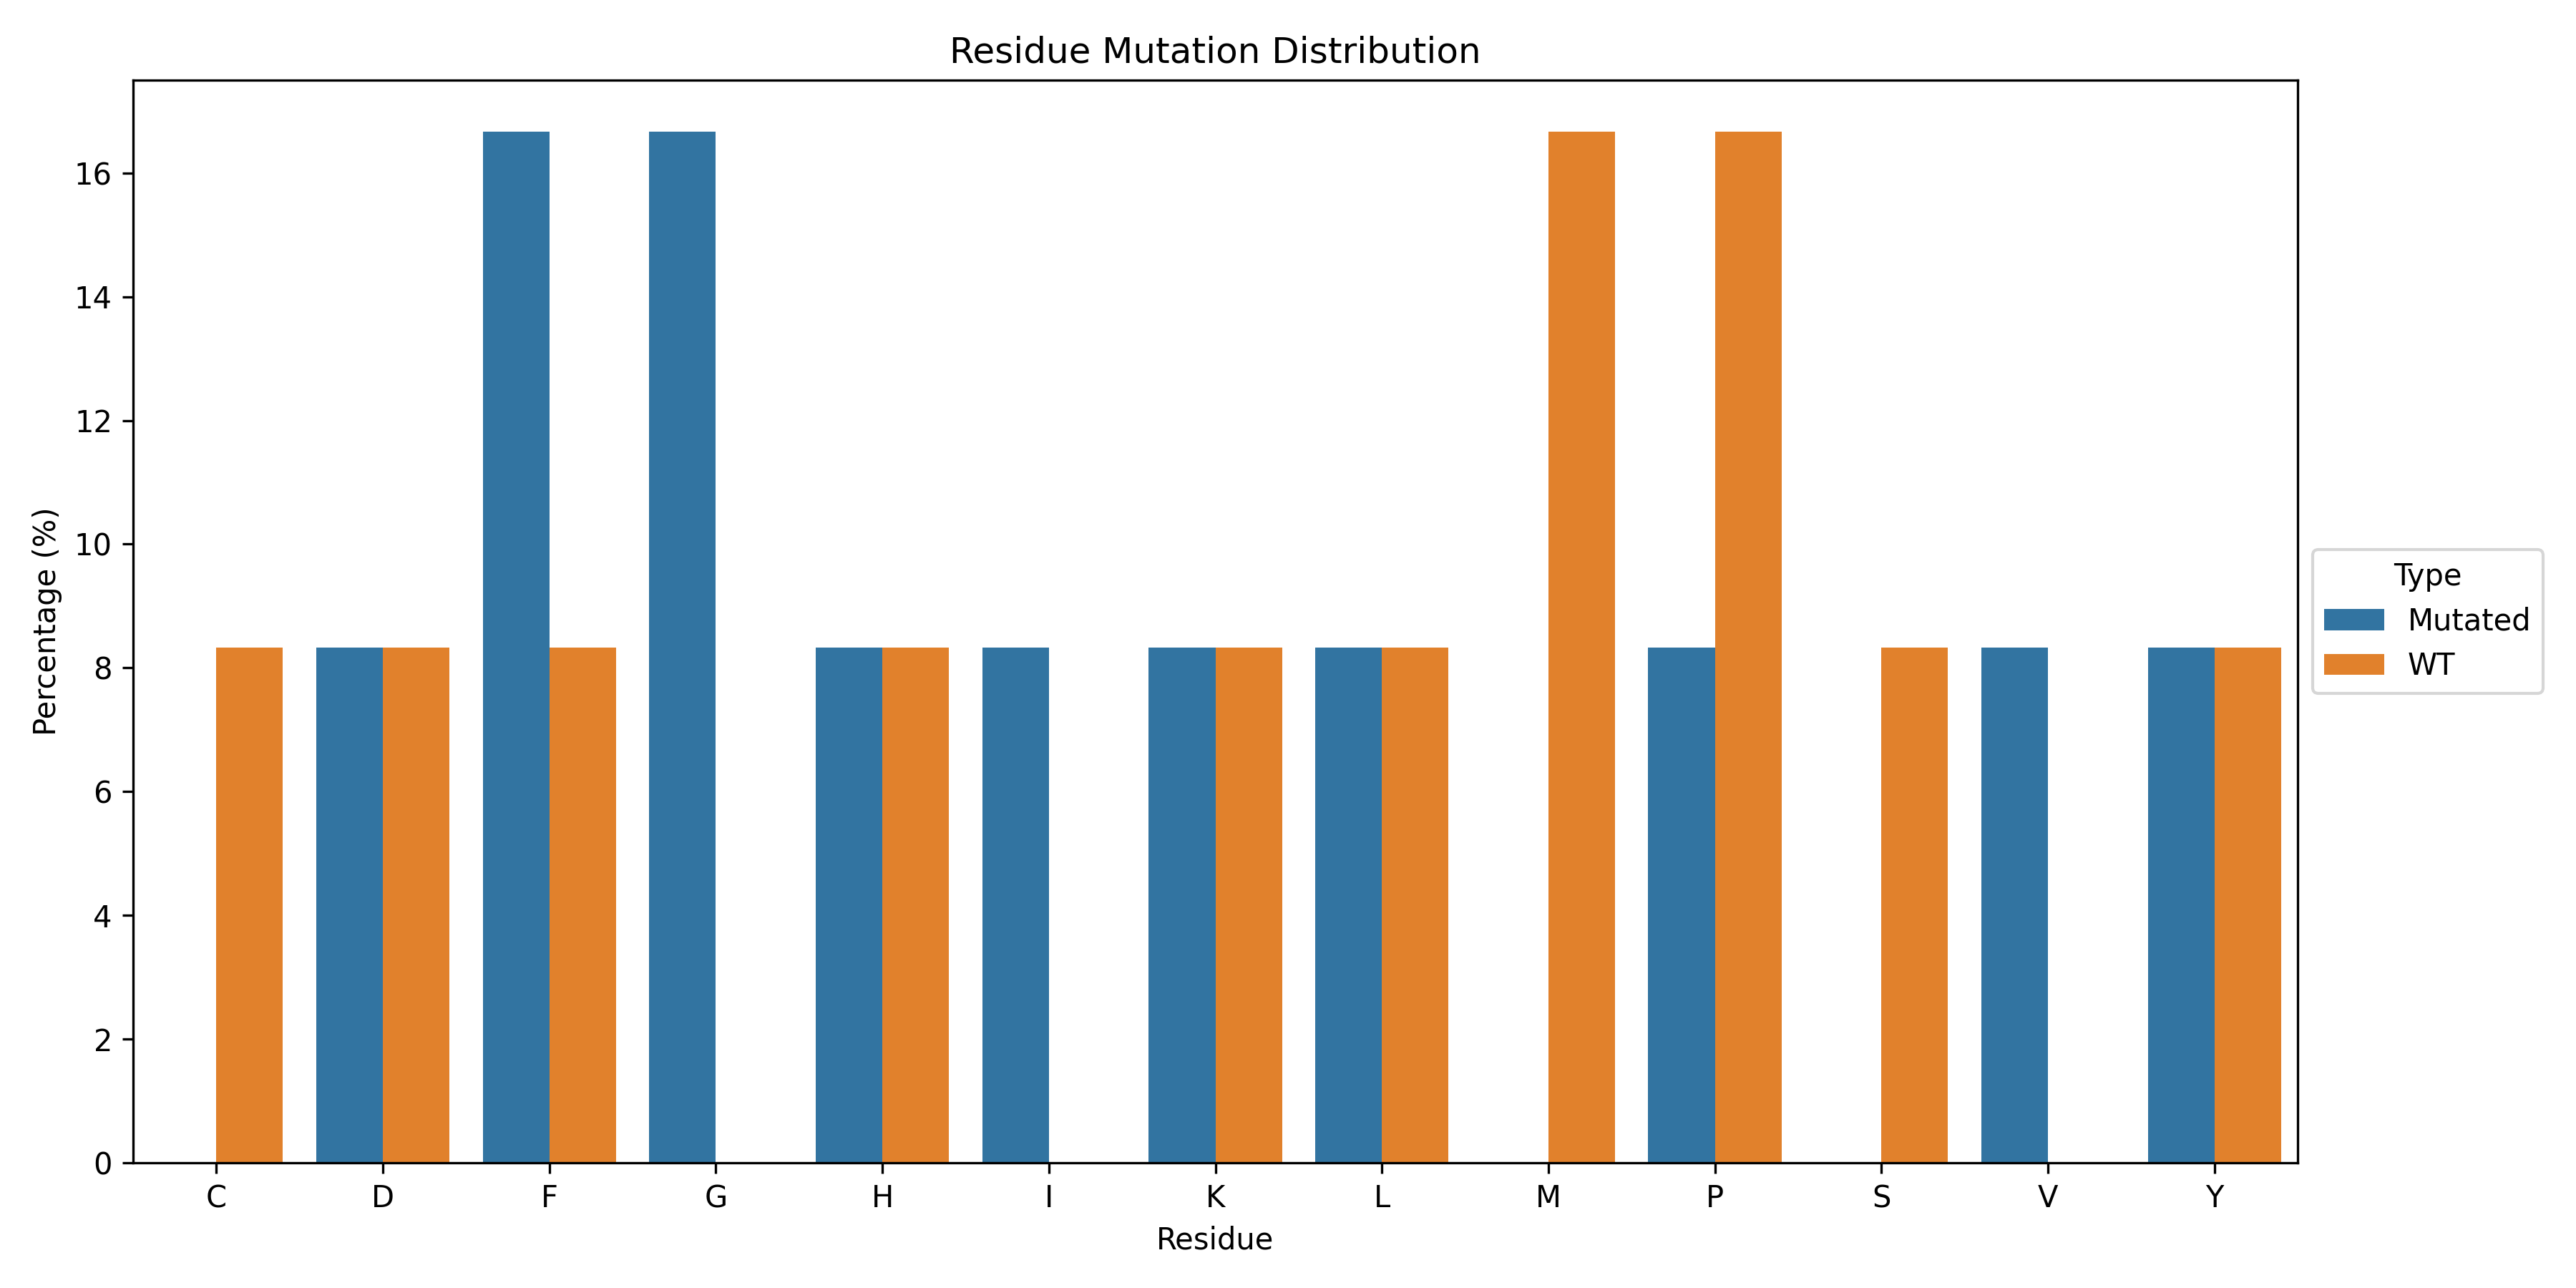 Residue Mutation Distribution
Percentage (%)
16
14
12
10
8
6
4
2
0
C D F G H I K L M P S V Y
Residue
Type
Mutated
WT